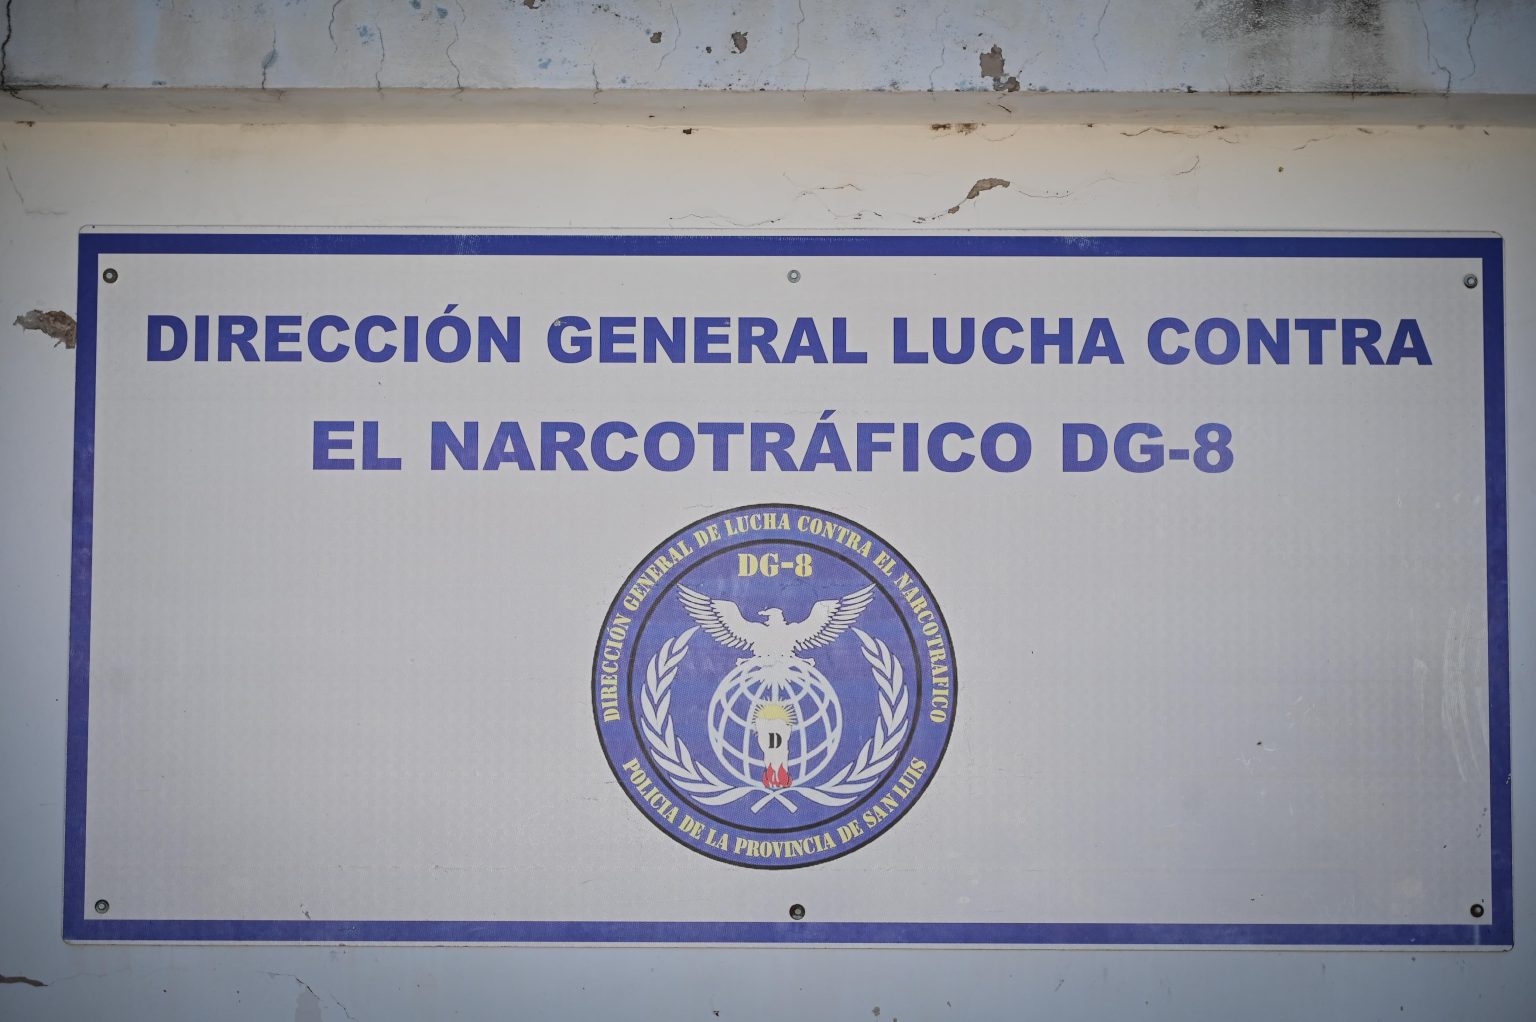 DIRECCIÓN GENERAL LUCHA CONTRA
EL NARCOTRÁFICO DG-8
DIRECCIÓN GENERAL DE LUCHA CONTRA EL NARCOTRAFICO
DG-8
D
POLICIA DE LA PROVINCIA DE SAN LUIS